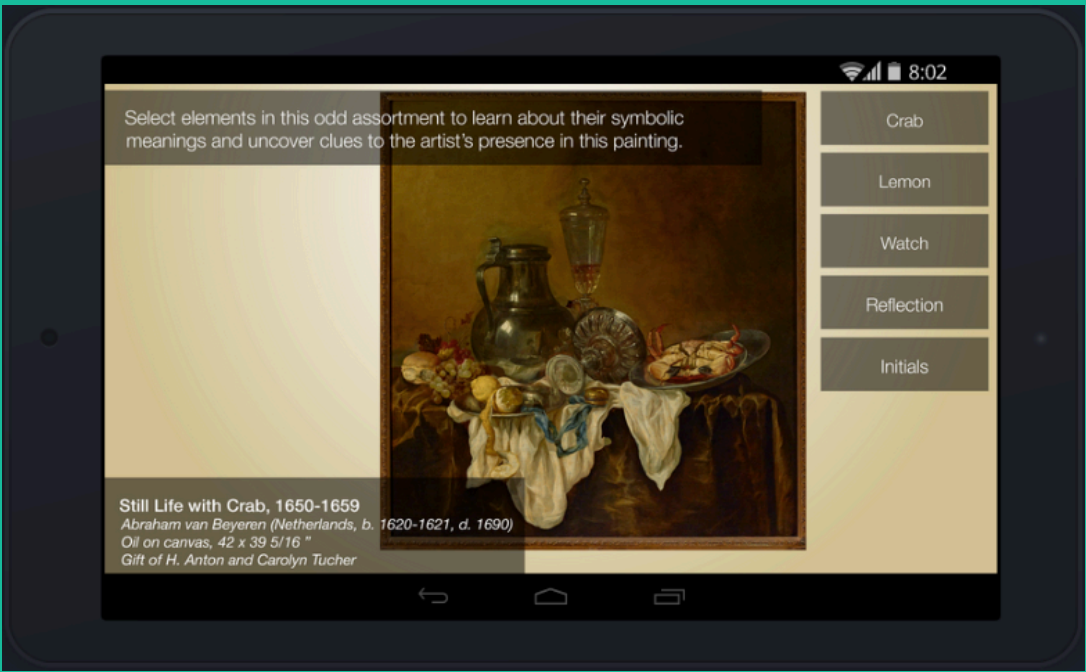 8:02
Select elements in this odd assortment to learn about their symbolic
meanings and uncover clues to the artist's presence in this painting.
Crab
Lemon
Watch
Reflection
Initials
Still Life with Crab, 1650-1659
Abraham van Beyeren (Netherlands, b. 1620-1621, d. 1690)
Oil on canvas, 42 x 39 5/16 "
Gift of H. Anton and Carolyn Tucher